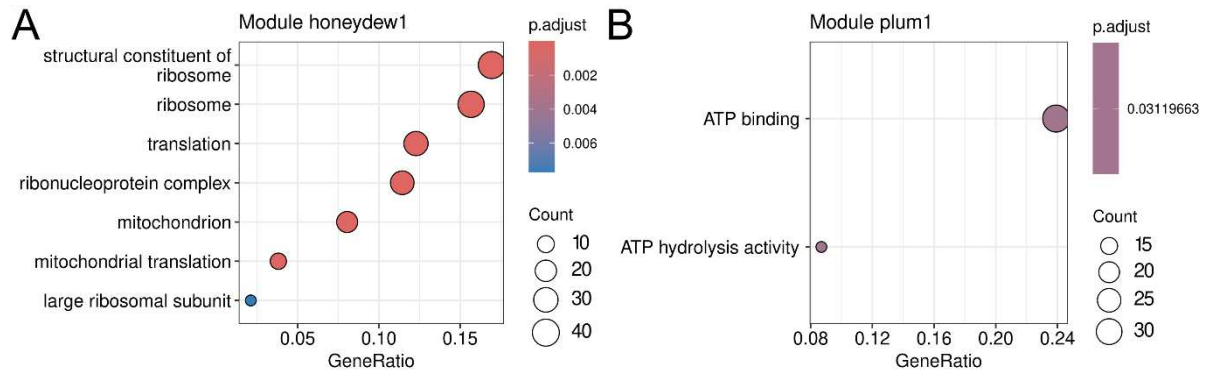 A
Module honeydew1
structural constituent of
ribosome
ribosome
translation
ribonucleoprotein complex
mitochondrion
mitochondrial translation
large ribosomal subunit
0.05
0.10
0.15
GeneRatio
p.adjust
0.002
0.004
0.006
Count
10
20
30
40
B
Module plum1
ATP binding
ATP hydrolysis activity
0.08
0.12
0.16
0.20
0.24
GeneRatio
p.adjust
0.03119663
Count
15
20
25
30